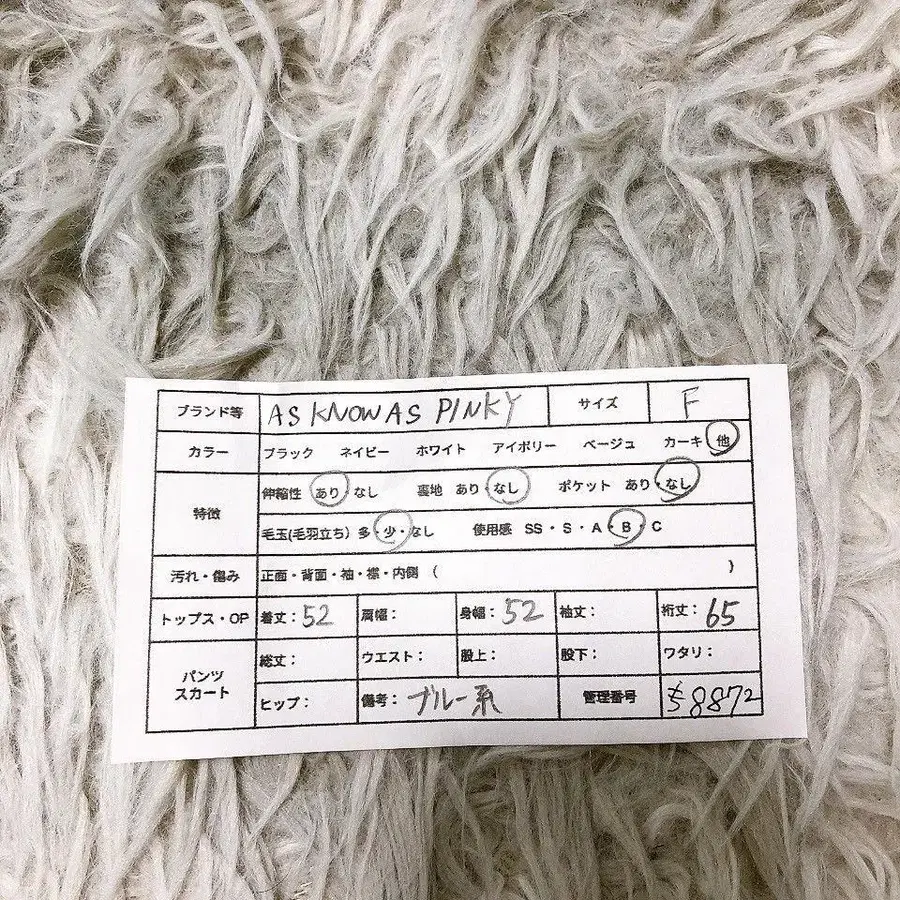 ブランド等 AS KNOW AS PINKY サイズ F
カラー ブラック ネイビー ホワイト アイボリー ベージュ カーキ 他
特徴 伸縮性 あり・なし 裏地 あり・なし ポケット あり・なし
毛玉(毛羽立ち) 多・少・なし 使用感 SS・S・A・B・C
汚れ・傷み 正面・背面・袖・襟・内側 ( )
トップス・OP 着丈：52 肩幅： 身幅：52 袖丈： 裄丈：65
パンツ スカート 総丈： ウエスト： 股上： 股下： ワタリ：
ヒップ： 備考：ブルー系 管理番号 8872